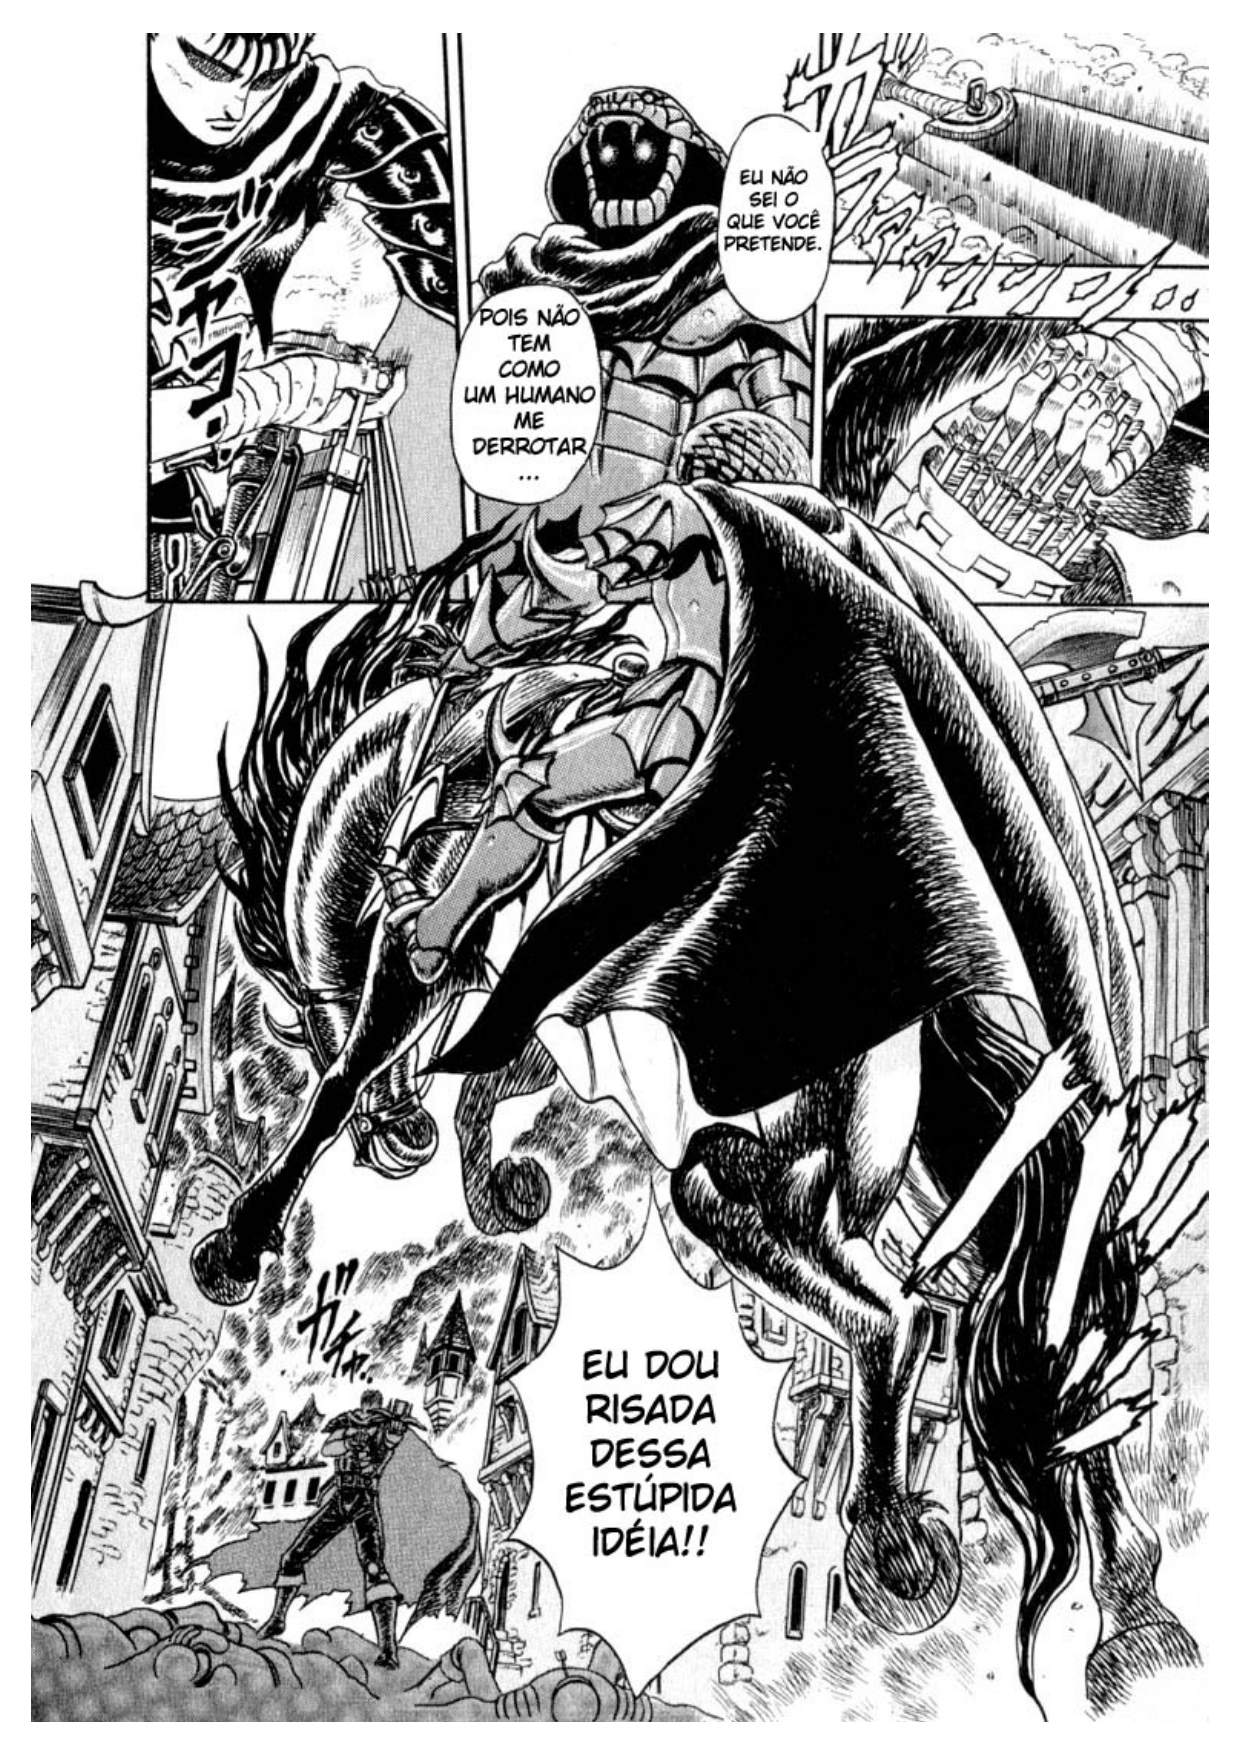 EU NÃO
SEI O
QUE VOCÊ
PRETENDE.
POIS NÃO
TEM
COMO
UM HUMANO
ME
DERROTAR
...
EU DOU
RISADA
DESSA
ESTÚPIDA
IDÉIA!!